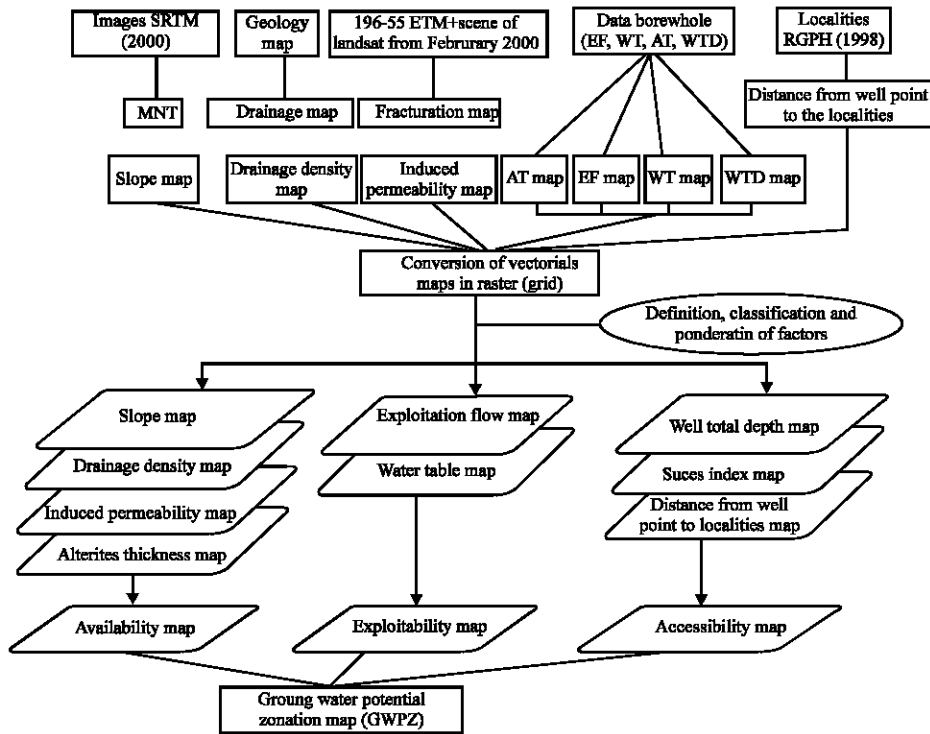 Images SRTM
(2000)
Geology
map
196-55 ETM+scene of
landsat from Februrary 2000
Data borewhole
(EF, WT, AT, WTD)
Localities
RGPH (1998)
MNT
Drainage map
Fracturation map
Distance from well point
to the localities
Slope map
Drainage density
map
Induced
permeability map
AT map
EF map
WT map
WTD map
Conversion of vectorials
maps in raster (grid)
Definition, classification and
ponderatin of factors
Slope map
Drainage density map
Induced permeability map
Alterites thickness map
Exploitation flow map
Water table map
Well total depth map
Suces index map
Distance from well
point to localities map
Availability map
Exploitability map
Accessibility map
Groung water potential
zonation map (GWPZ)